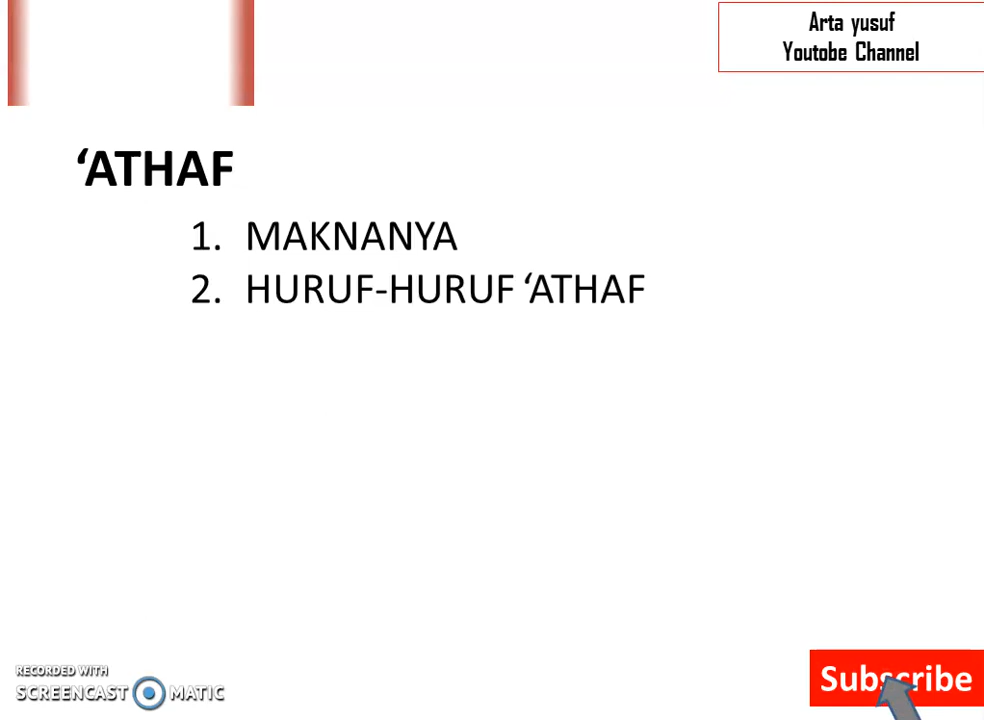 Arta yusuf
Youtobe Channel
‘ATHAF
1. MAKNANYA
2. HURUF-HURUF ‘ATHAF
RECORDED WITH
SCREENCAST MATIC
Subscribe